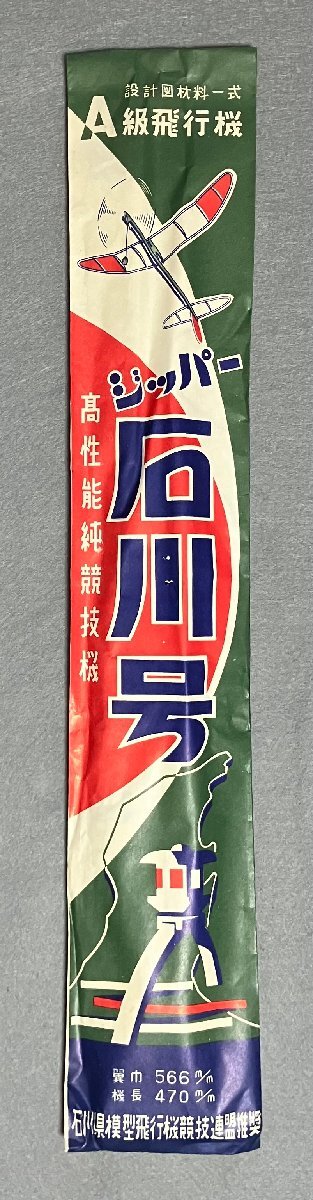 設計圖材料一式
A級飛行機
ジッパー
石川号
高性能純競技機
翼巾 566 m/m
機長 470 m/m
石川県模型飛行機競技連盟推奨